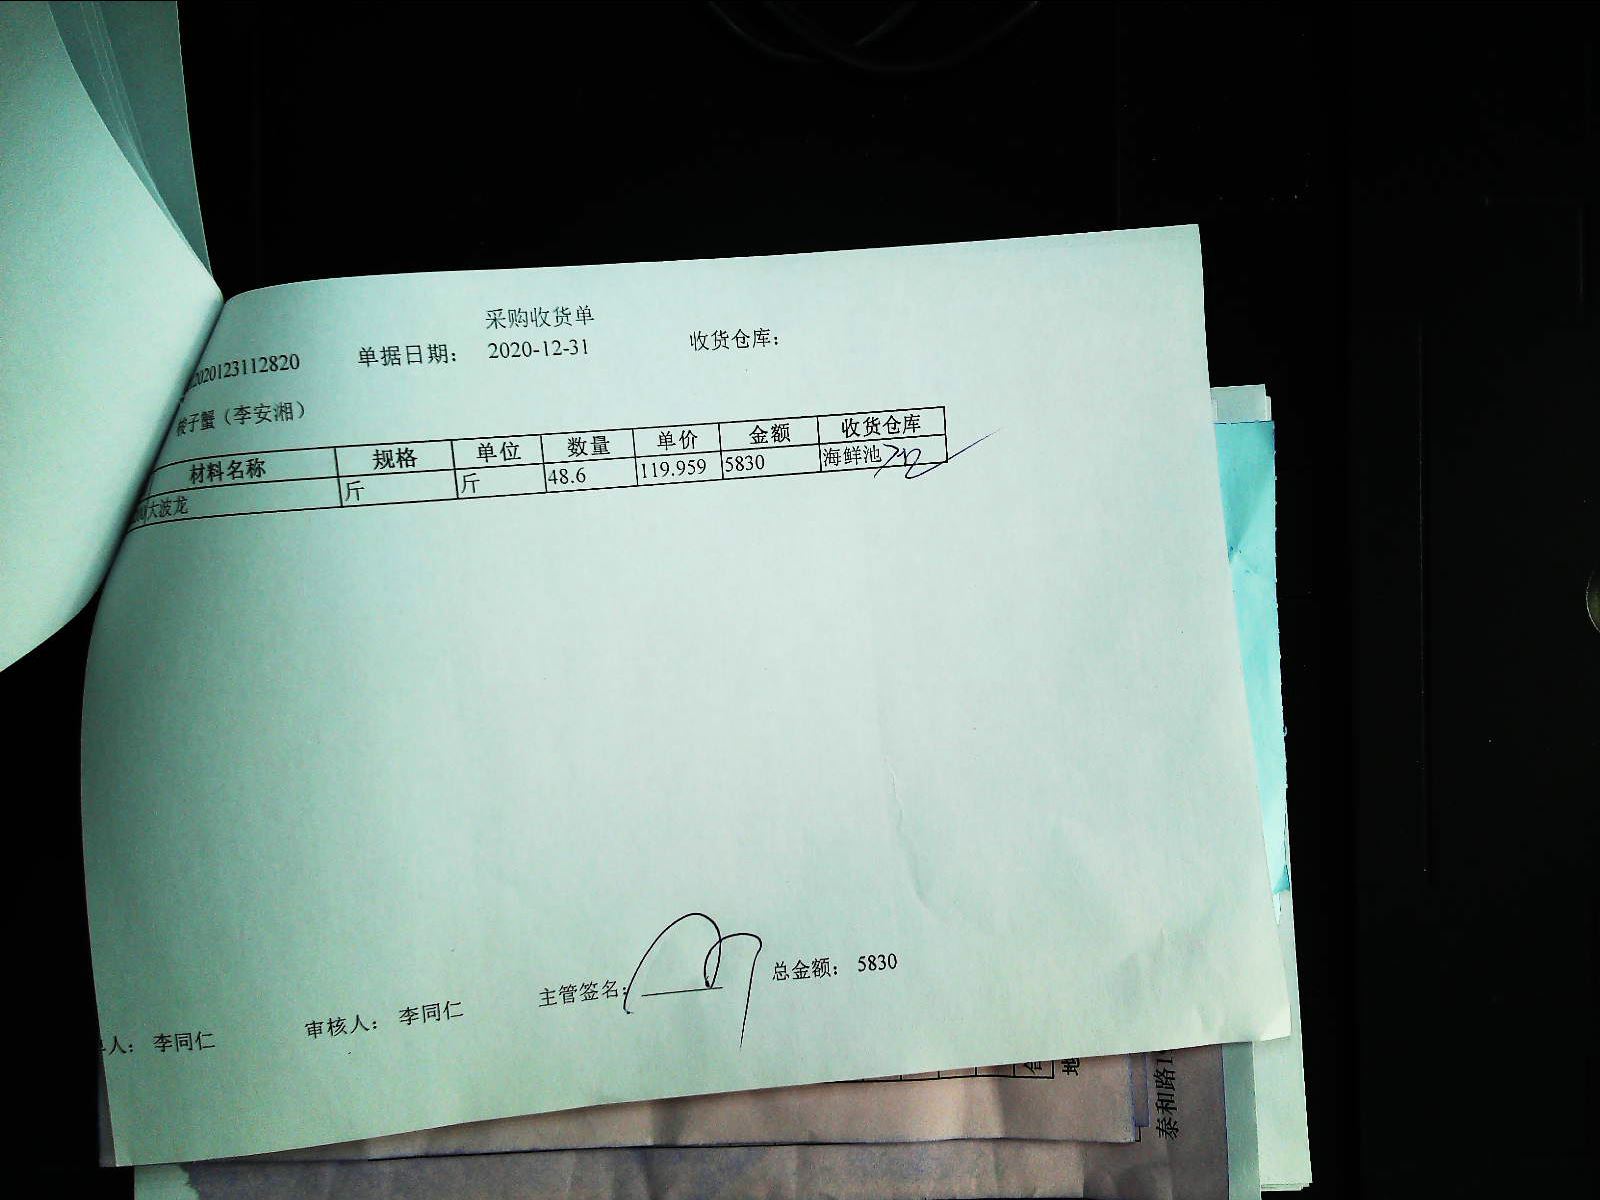 采购收货单
2020123112820 单据日期： 2020-12-31 收货仓库：
梭子蟹（李安湘）
材料名称 规格 单位 数量 单价 金额 收货仓库
大波龙 斤 斤 48.6 119.959 5830 海鲜池
人： 李同仁 审核人： 李同仁 主管签名： 总金额： 5830
泰和路1